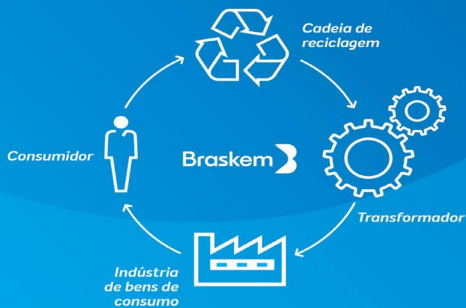 Cadeia de
reciclagem
Consumidor
Braskem
Transformador
Indústria
de bens de
consumo